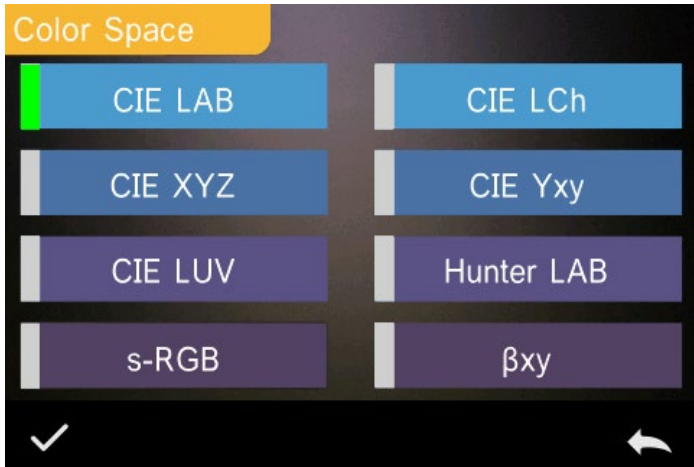 Color Space
CIE LAB
CIE LCh
CIE XYZ
CIE Yxy
CIE LUV
Hunter LAB
s-RGB
βxy